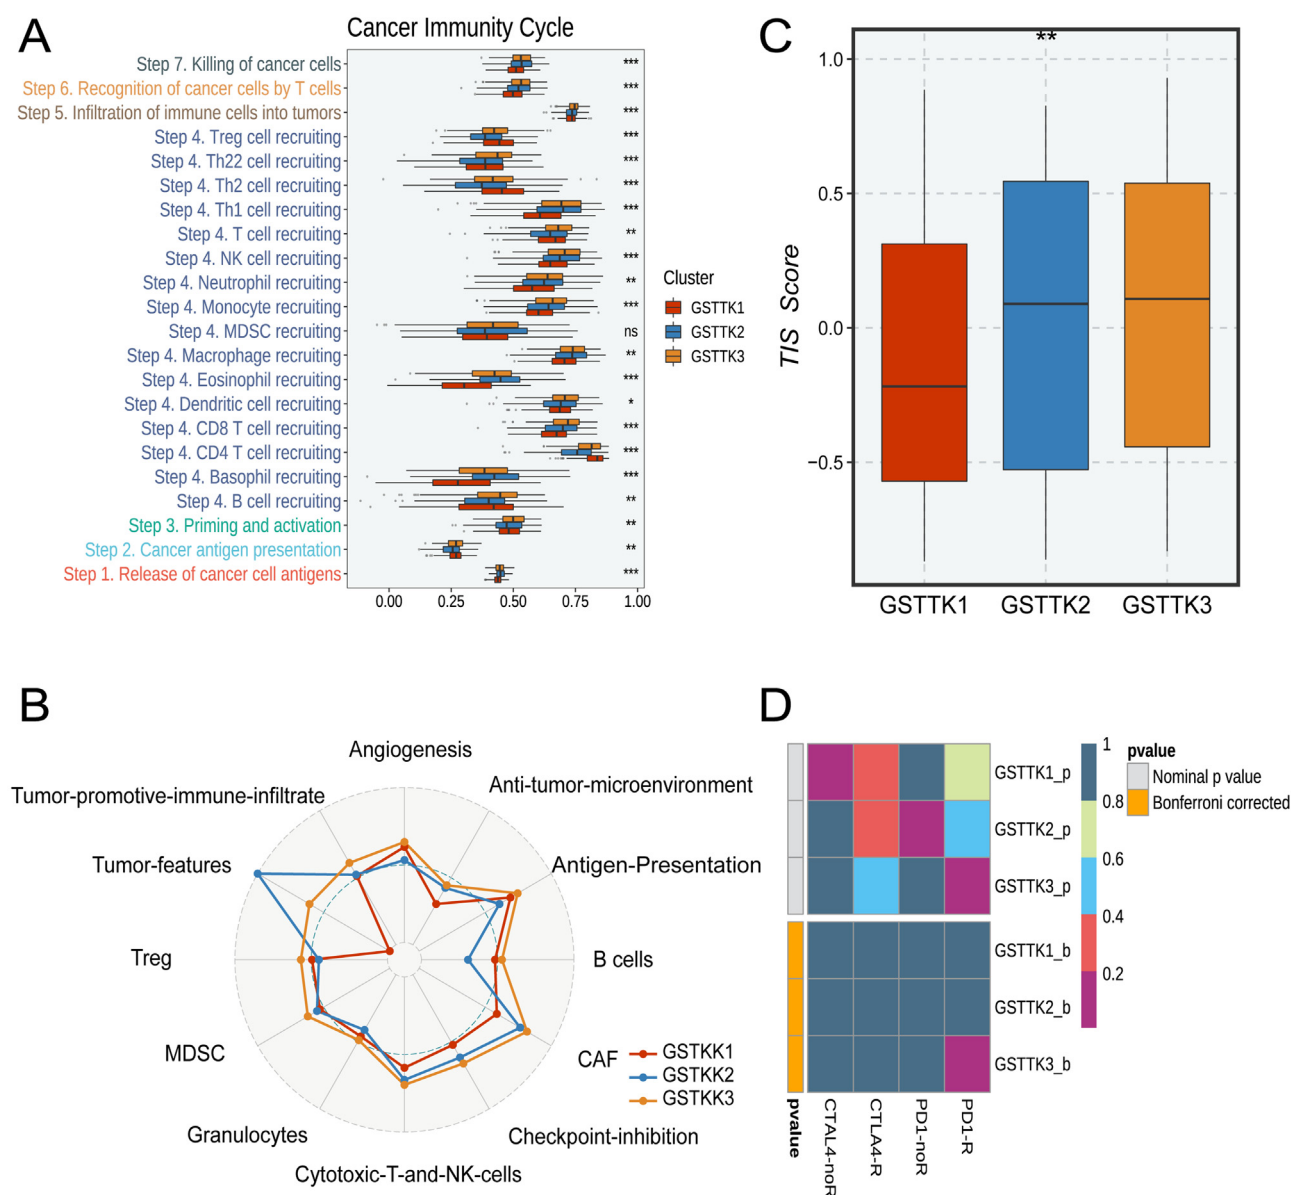 A
Cancer Immunity Cycle
Step 7. Killing of cancer cells
***
Step 6. Recognition of cancer cells by T cells
***
Step 5. Infiltration of immune cells into tumors
***
Step 4. Treg cell recruiting
***
Step 4. Th22 cell recruiting
***
Step 4. Th2 cell recruiting
***
Step 4. Th1 cell recruiting
***
Step 4. T cell recruiting
**
Step 4. NK cell recruiting
***
Step 4. Neutrophil recruiting
**
Step 4. Monocyte recruiting
***
Step 4. MDSC recruiting
ns
Step 4. Macrophage recruiting
**
Step 4. Eosinophil recruiting
***
Step 4. Dendritic cell recruiting
*
Step 4. CD8 T cell recruiting
***
Step 4. CD4 T cell recruiting
***
Step 4. Basophil recruiting
***
Step 4. B cell recruiting
**
Step 3. Priming and activation
**
Step 2. Cancer antigen presentation
**
Step 1. Release of cancer cell antigens
***
0.00 0.25 0.50 0.75 1.00
Cluster
GSTTK1
GSTTK2
GSTTK3
C
**
1.0
0.5
0.0
−0.5
TIS Score
GSTTK1 GSTTK2 GSTTK3
B
Angiogenesis
Anti-tumor-microenvironment
Tumor-promotive-immune-infiltrate
Tumor-features
Antigen-Presentation
Treg
B cells
MDSC
CAF
Granulocytes
Checkpoint-inhibition
Cytotoxic-T-and-NK-cells
GSTKK1
GSTKK2
GSTKK3
D
GSTTK1_p
GSTTK2_p
GSTTK3_p
GSTTK1_b
GSTTK2_b
GSTTK3_b
1
0.8
0.6
0.4
0.2
pvalue
Nominal p value
Bonferroni corrected
pvalue
CTAL4-noR
CTLA4-R
PD1-noR
PD1-R